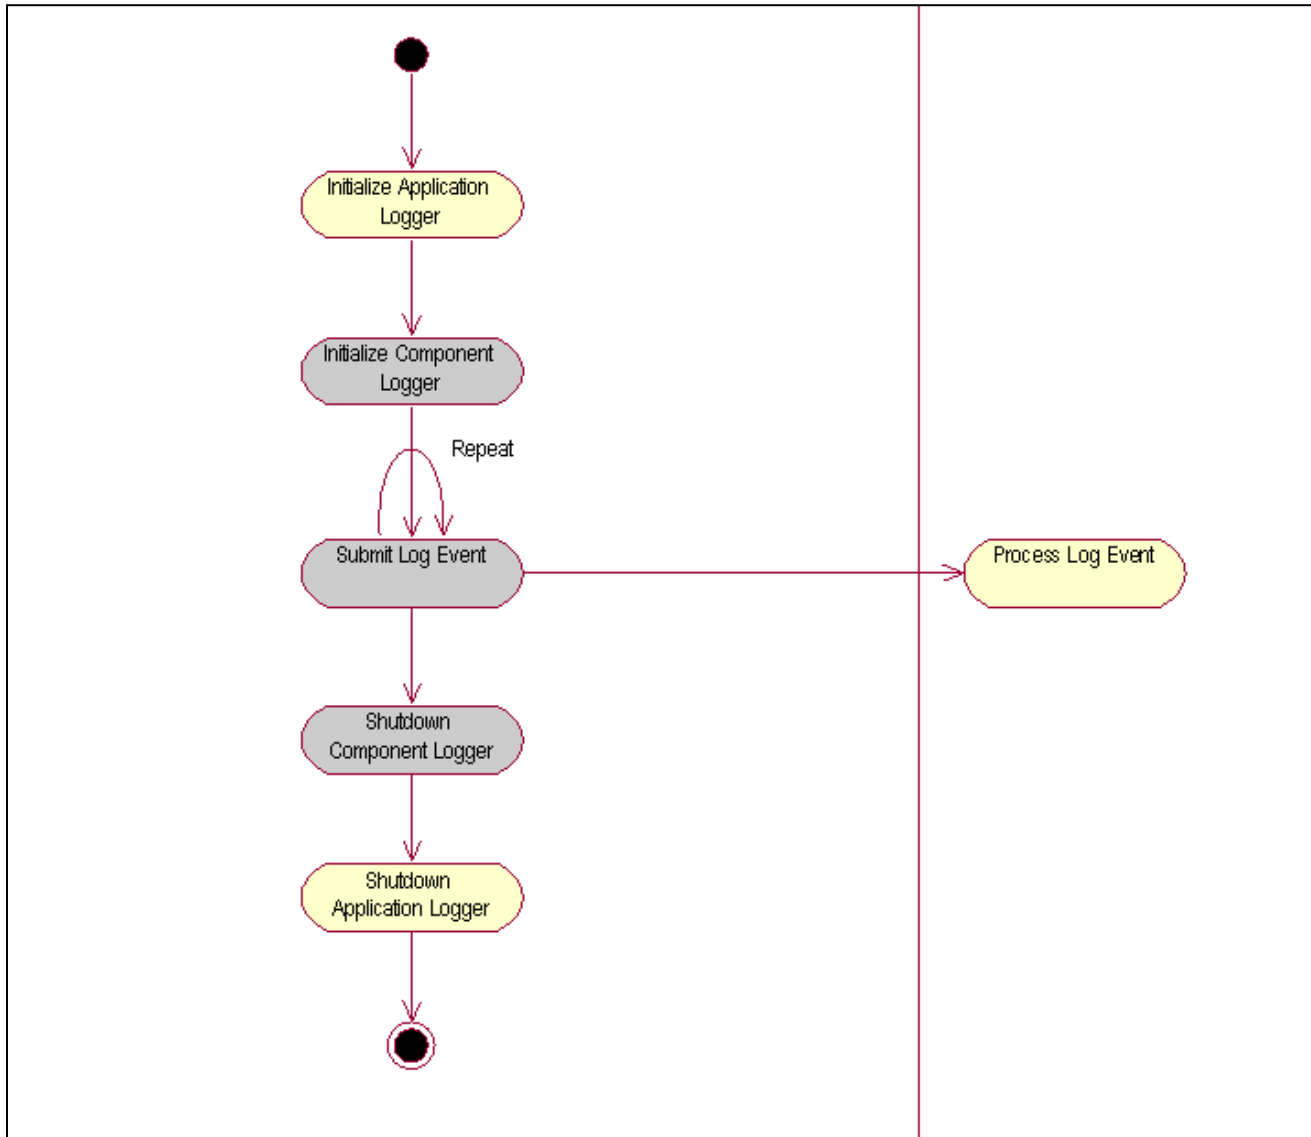 Initialize Application
Logger
Initialize Component
Logger
Repeat
Submit Log Event
Process Log Event
Shutdown
Component Logger
Shutdown
Application Logger